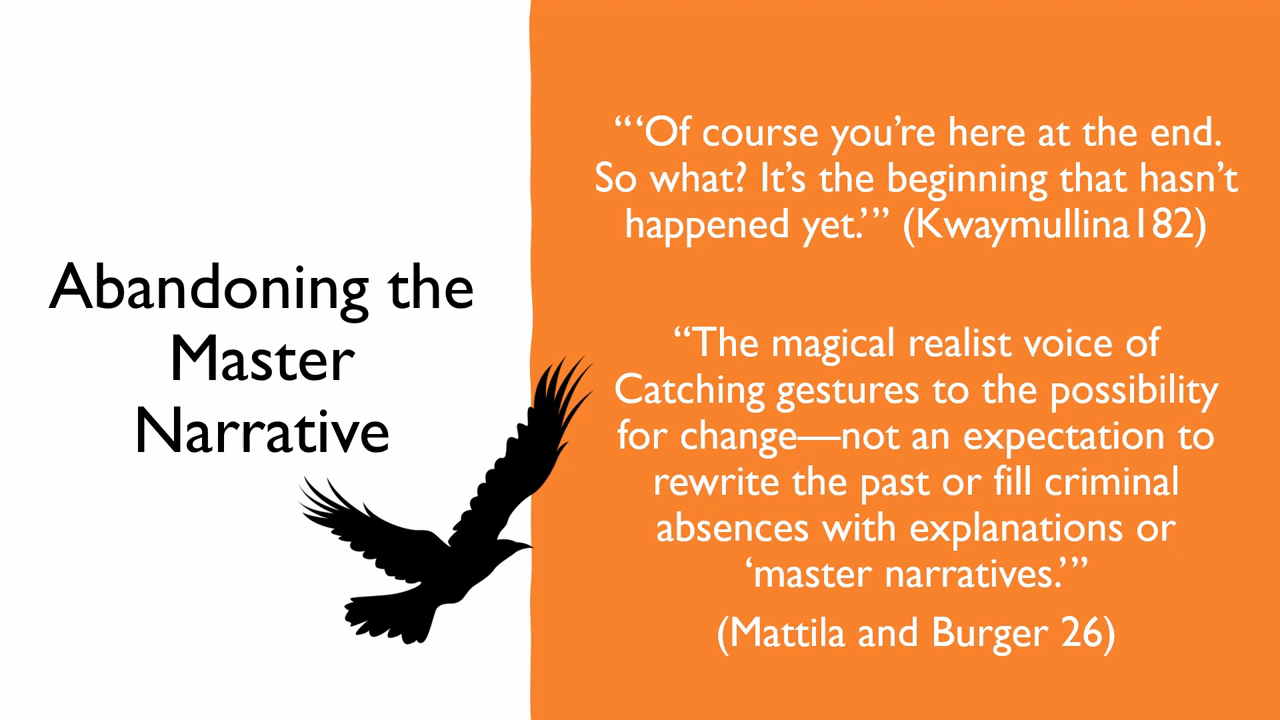 Abandoning the
Master
Narrative
“‘Of course you’re here at the end.
So what? It’s the beginning that hasn’t
happened yet.’” (Kwaymullina182)
“The magical realist voice of
Catching gestures to the possibility
for change—not an expectation to
rewrite the past or fill criminal
absences with explanations or
‘master narratives.’”
(Mattila and Burger 26)